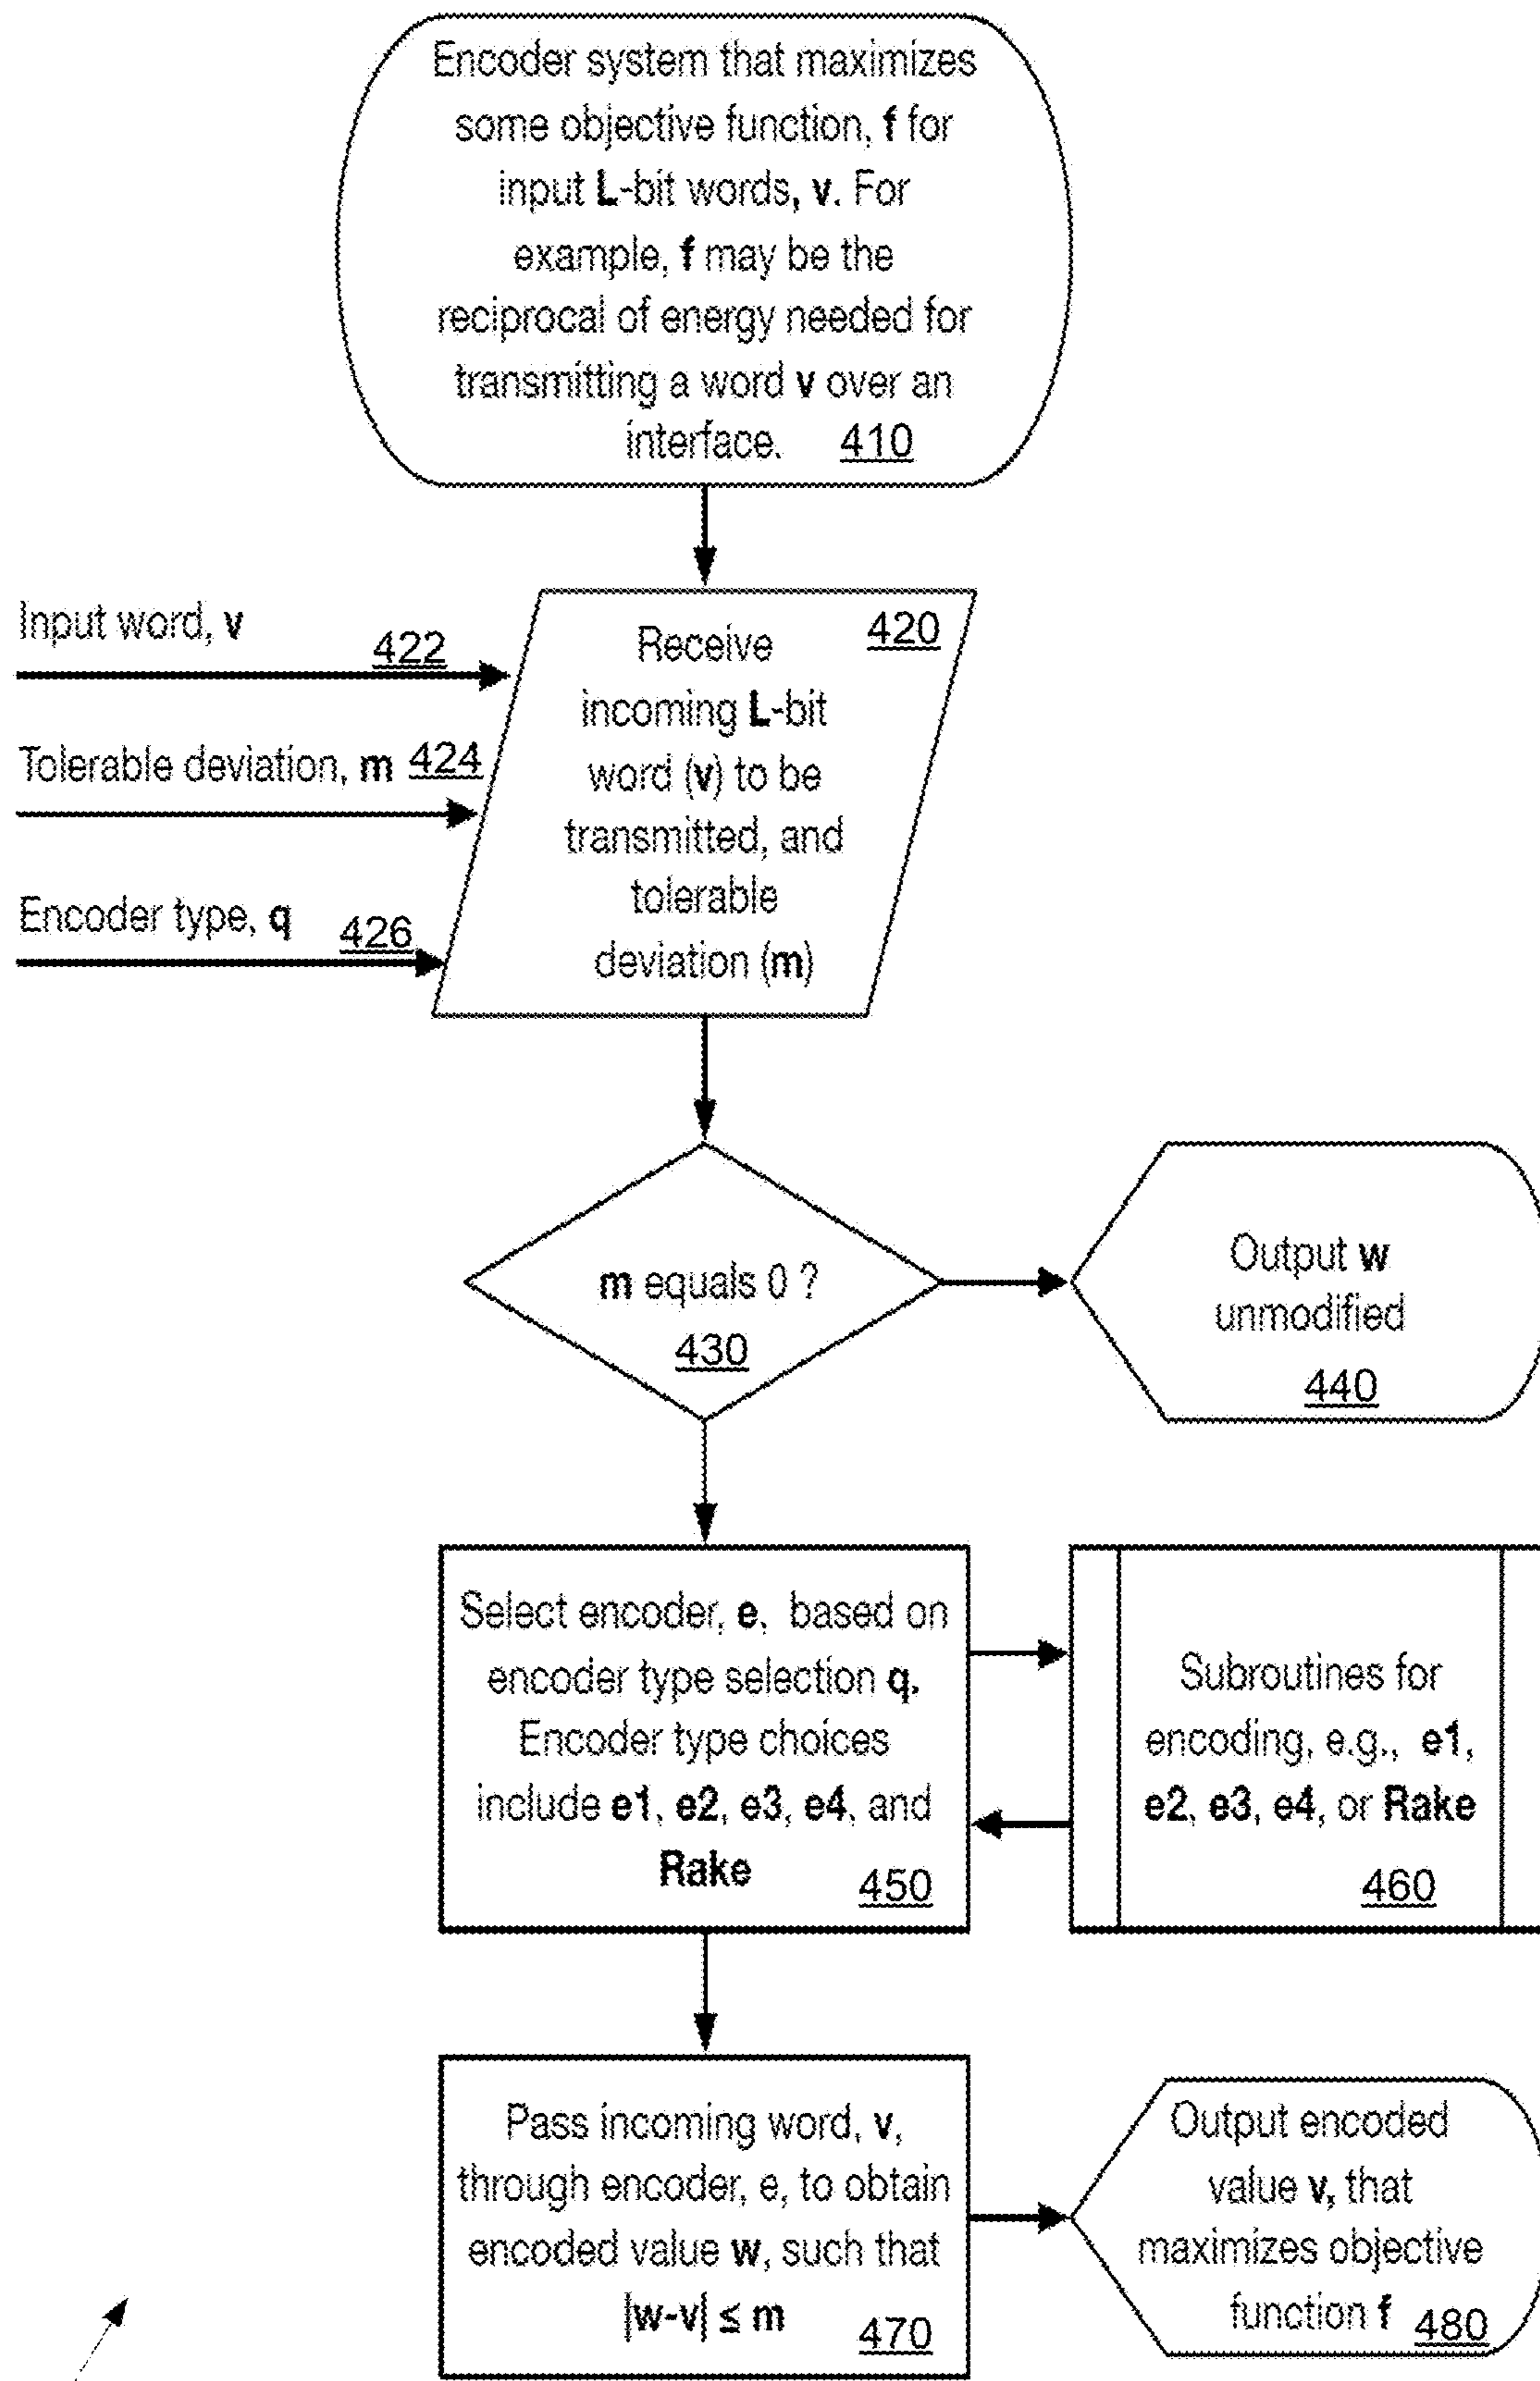 Encoder system that maximizes
some objective function, f for
input L-bit words, v. For
example, f may be the
reciprocal of energy needed for
transmitting a word v over an
interface. 410
Input word, v 422
Tolerable deviation, m 424
Encoder type, q 426
420
Receive
incoming L-bit
word (v) to be
transmitted, and
tolerable
deviation (m)
m equals 0 ?
430
Output w
unmodified
440
Select encoder, e, based on
encoder type selection q.
Encoder type choices
include e1, e2, e3, e4, and
Rake 450
Subroutines for
encoding, e.g., e1,
e2, e3, e4, or Rake
460
Pass incoming word, v,
through encoder, e, to obtain
encoded value w, such that
|w-v| ≤ m 470
Output encoded
value v, that
maximizes objective
function f 480